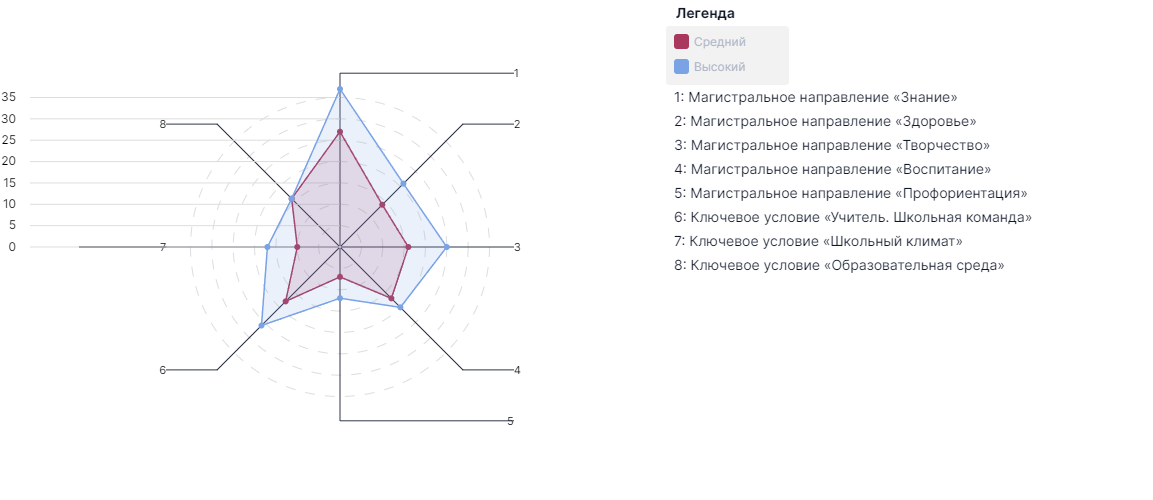 Легенда
Средний
Высокий
1: Магистральное направление «Знание»
2: Магистральное направление «Здоровье»
3: Магистральное направление «Творчество»
4: Магистральное направление «Воспитание»
5: Магистральное направление «Профориентация»
6: Ключевое условие «Учитель. Школьная команда»
7: Ключевое условие «Школьный климат»
8: Ключевое условие «Образовательная среда»
35
30
25
20
15
10
5
0
1
2
3
4
5
6
7
8